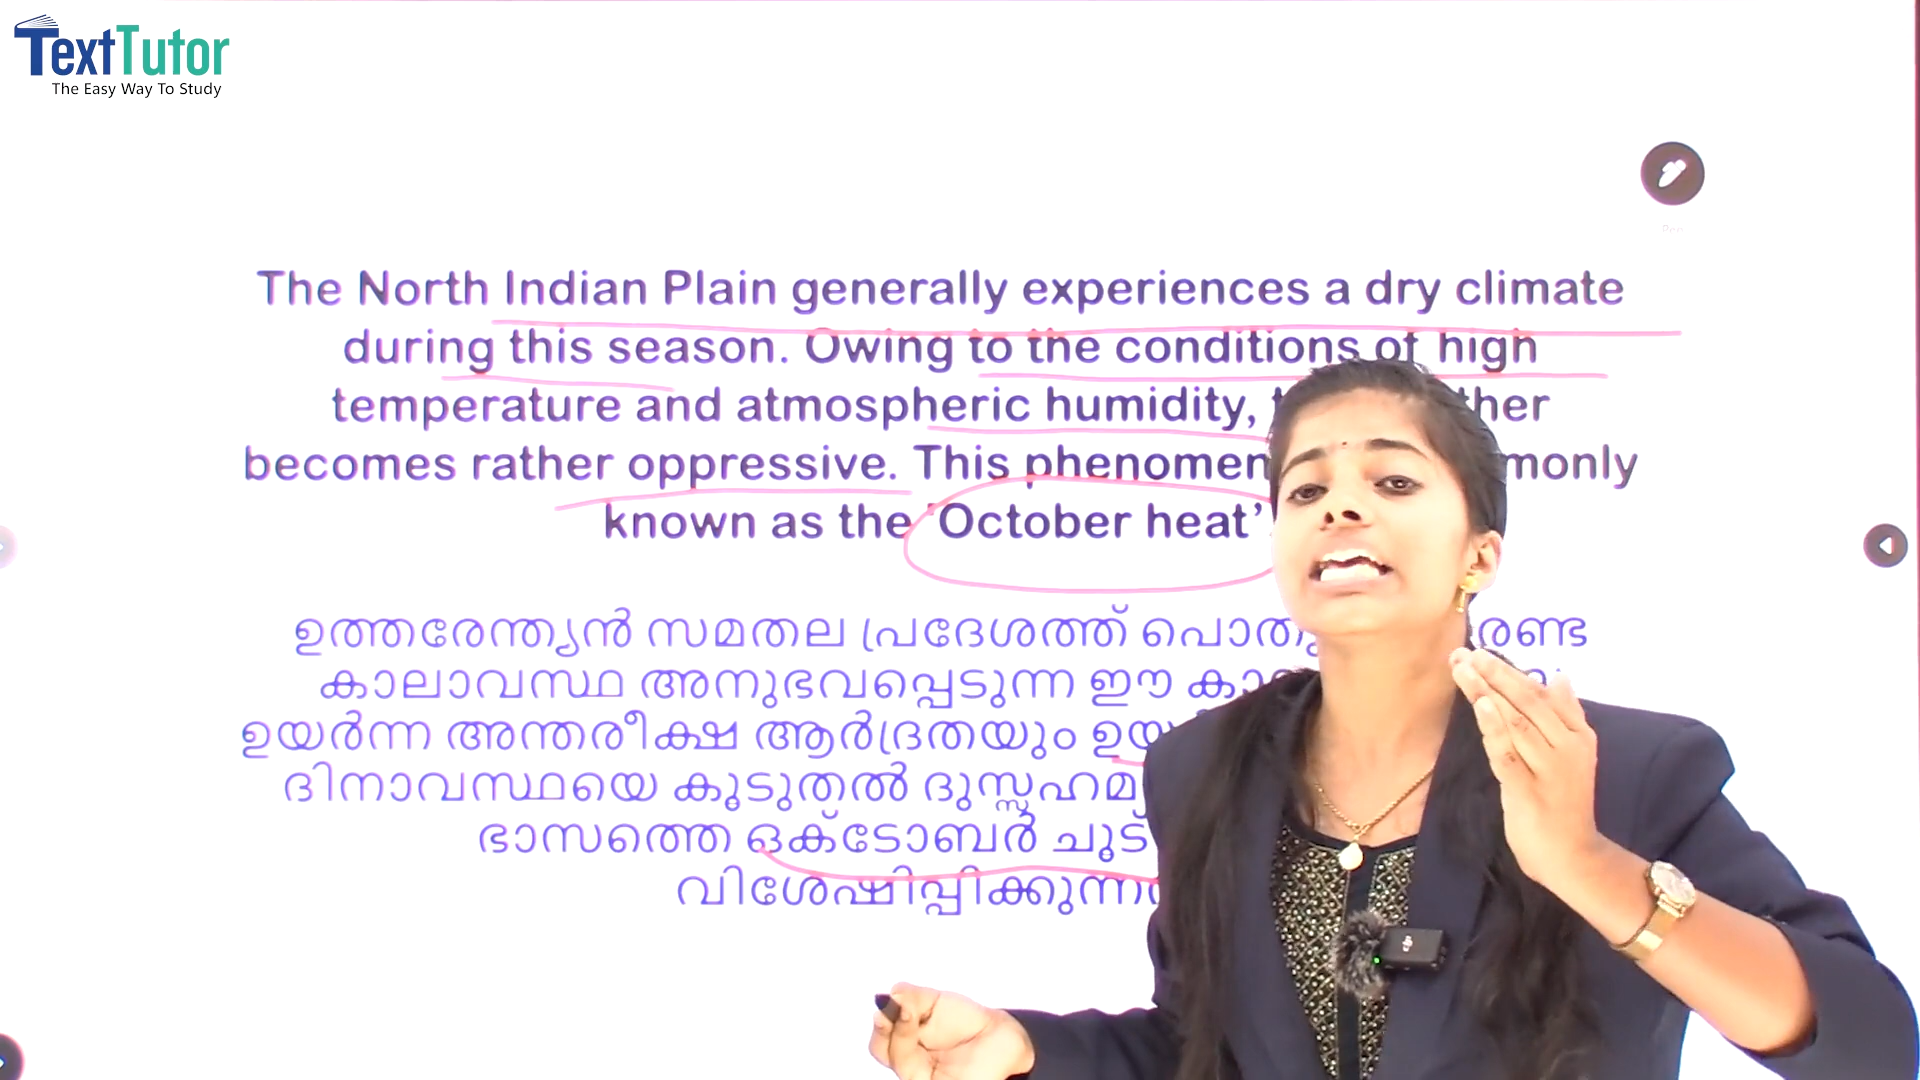 TextTutor
The Easy Way To Study
The North Indian Plain generally experiences a dry climate
during this season. Owing to the conditions of high
temperature and atmospheric humidity,
becomes rather oppressive. This
known as the 'October heat'
ഉത്തരേന്ത്യൻ സമതല പ്രദേശത്ത്
കാലാവസ്ഥ അനുഭവപ്പെടുന്ന ഈ
ഉയർന്ന അന്തരീക്ഷ ആർദ്രതയും
ദിനാവസ്ഥയെ കൂടുതൽ
ഭാസത്തെ ഒക്ടോബർ ചൂട്